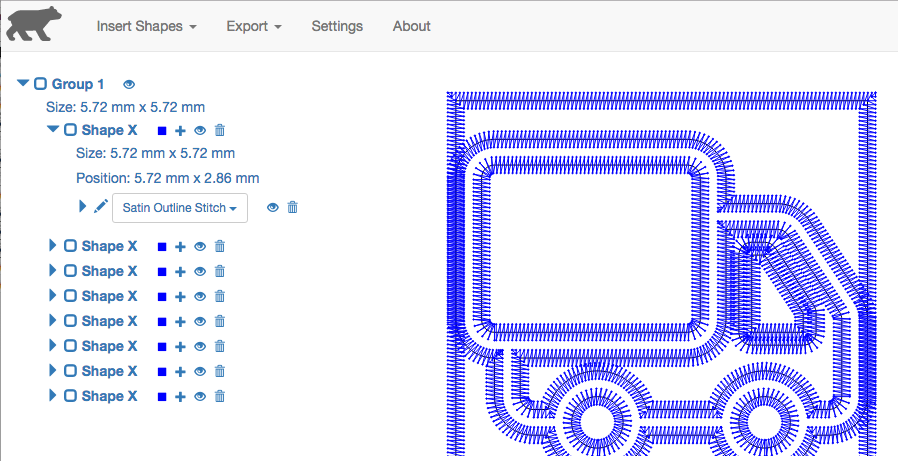 Insert Shapes Export Settings About
Group 1
Size: 5.72 mm x 5.72 mm
Shape X
Size: 5.72 mm x 5.72 mm
Position: 5.72 mm x 2.86 mm
Satin Outline Stitch
Shape X
Shape X
Shape X
Shape X
Shape X
Shape X
Shape X